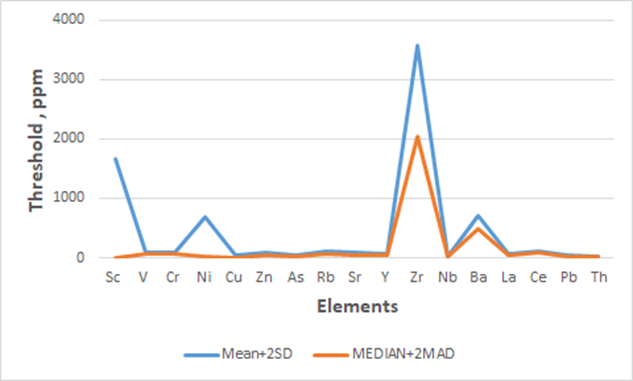 4000
3000
2000
1000
0
Threshold , ppm
Sc V Cr Ni Cu Zn As Rb Sr Y Zr Nb Ba La Ce Pb Th
Elements
Mean+2SD MEDIAN+2MAD